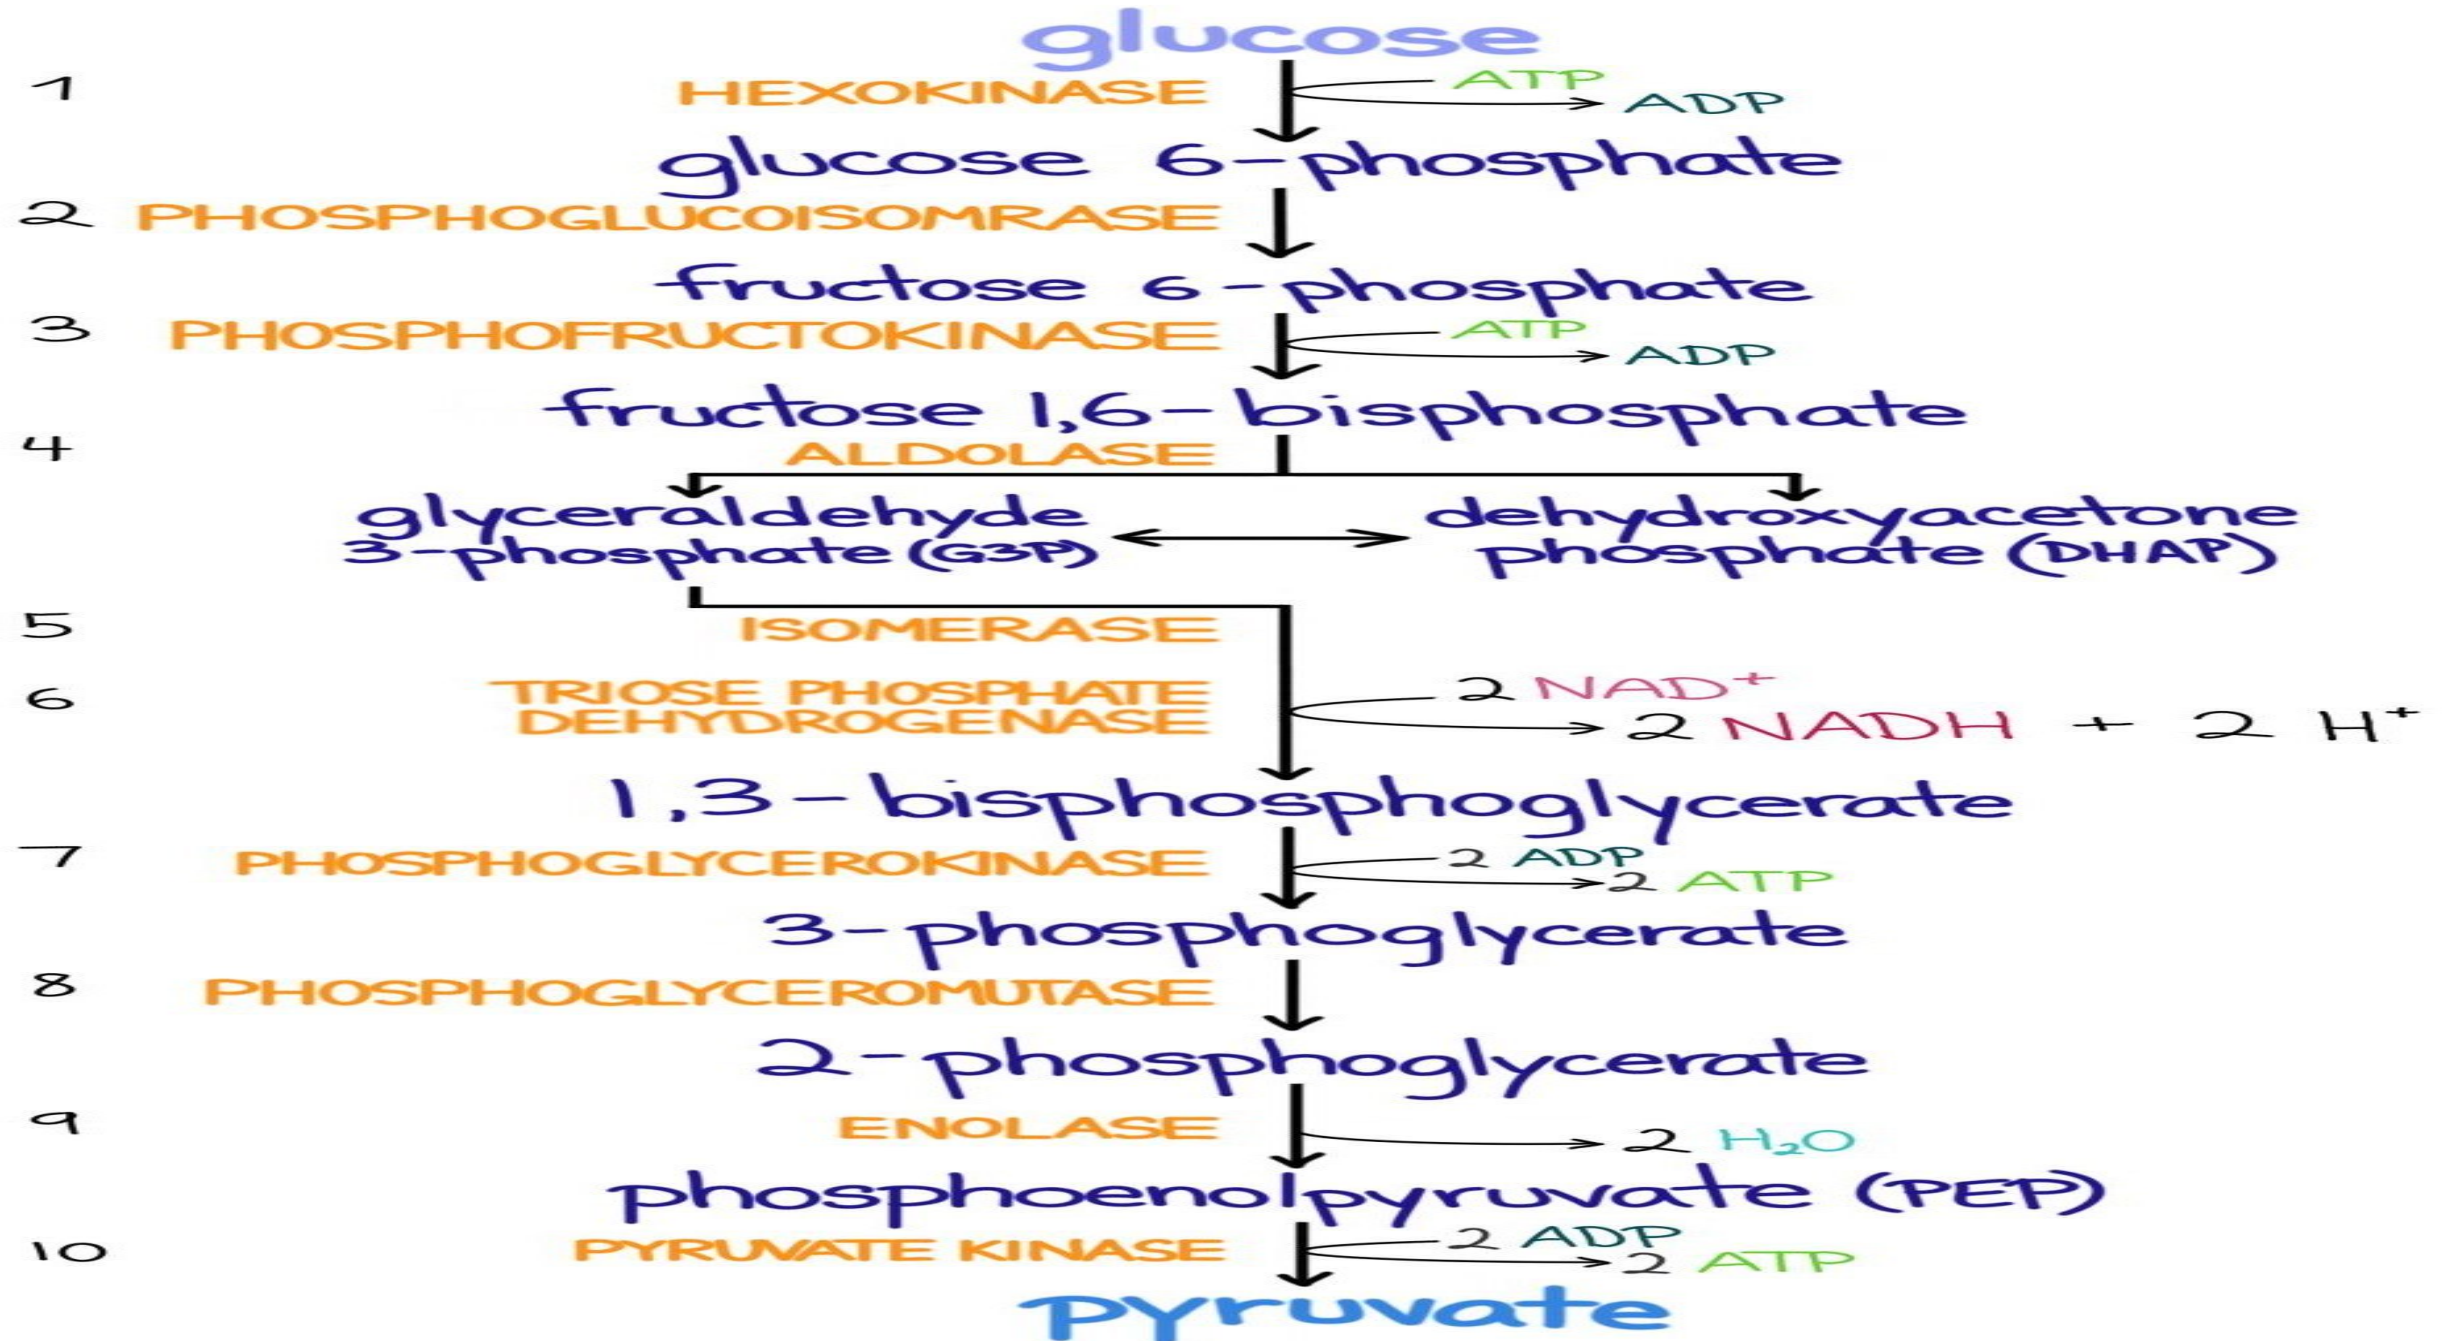 glucose
1 HEXOKINASE ATP
ADP
glucose 6-phosphate
2 PHOSPHOGLUCOISOMRASE
fructose 6-phosphate
3 PHOSPHOFRUCTOKINASE ATP
ADP
fructose 1,6-bisphosphate
4 ALDOLASE
glyceraldehyde
3-phosphate (G3P)
dehydroxyacetone
phosphate (DHAP)
5 ISOMERASE
6 TRIOSE PHOSPHATE
DEHYDROGENASE
2 NAD+
2 NADH + 2 H+
1,3-bisphosphoglycerate
7 PHOSPHOGLYCEROKINASE 2 ADP
2 ATP
3-phosphoglycerate
8 PHOSPHOGLYCEROMUTASE
2-phosphoglycerate
9 ENOLASE 2 H₂O
phosphoenolpyruvate (PEP)
10 PYRUVATE KINASE 2 ADP
2 ATP
pyruvate